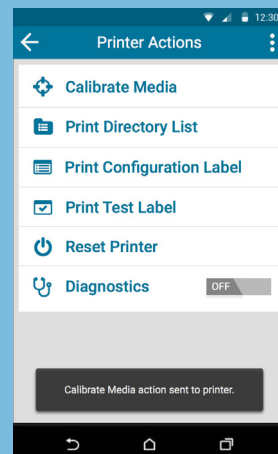 12:30
Printer Actions
Calibrate Media
Print Directory List
Print Configuration Label
Print Test Label
Reset Printer
Diagnostics OFF
Calibrate Media action sent to printer.